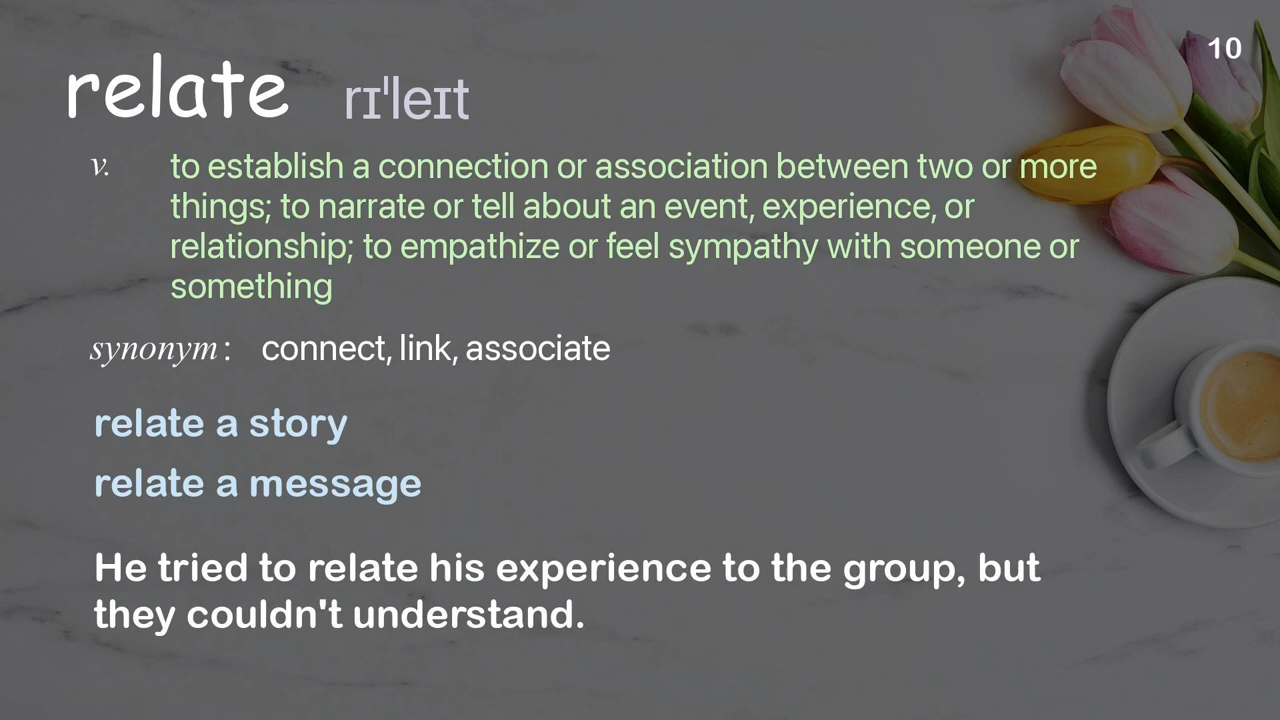 10
relate rɪˈleɪt
v. to establish a connection or association between two or more
things; to narrate or tell about an event, experience, or
relationship; to empathize or feel sympathy with someone or
something
synonym : connect, link, associate
relate a story
relate a message
He tried to relate his experience to the group, but
they couldn't understand.